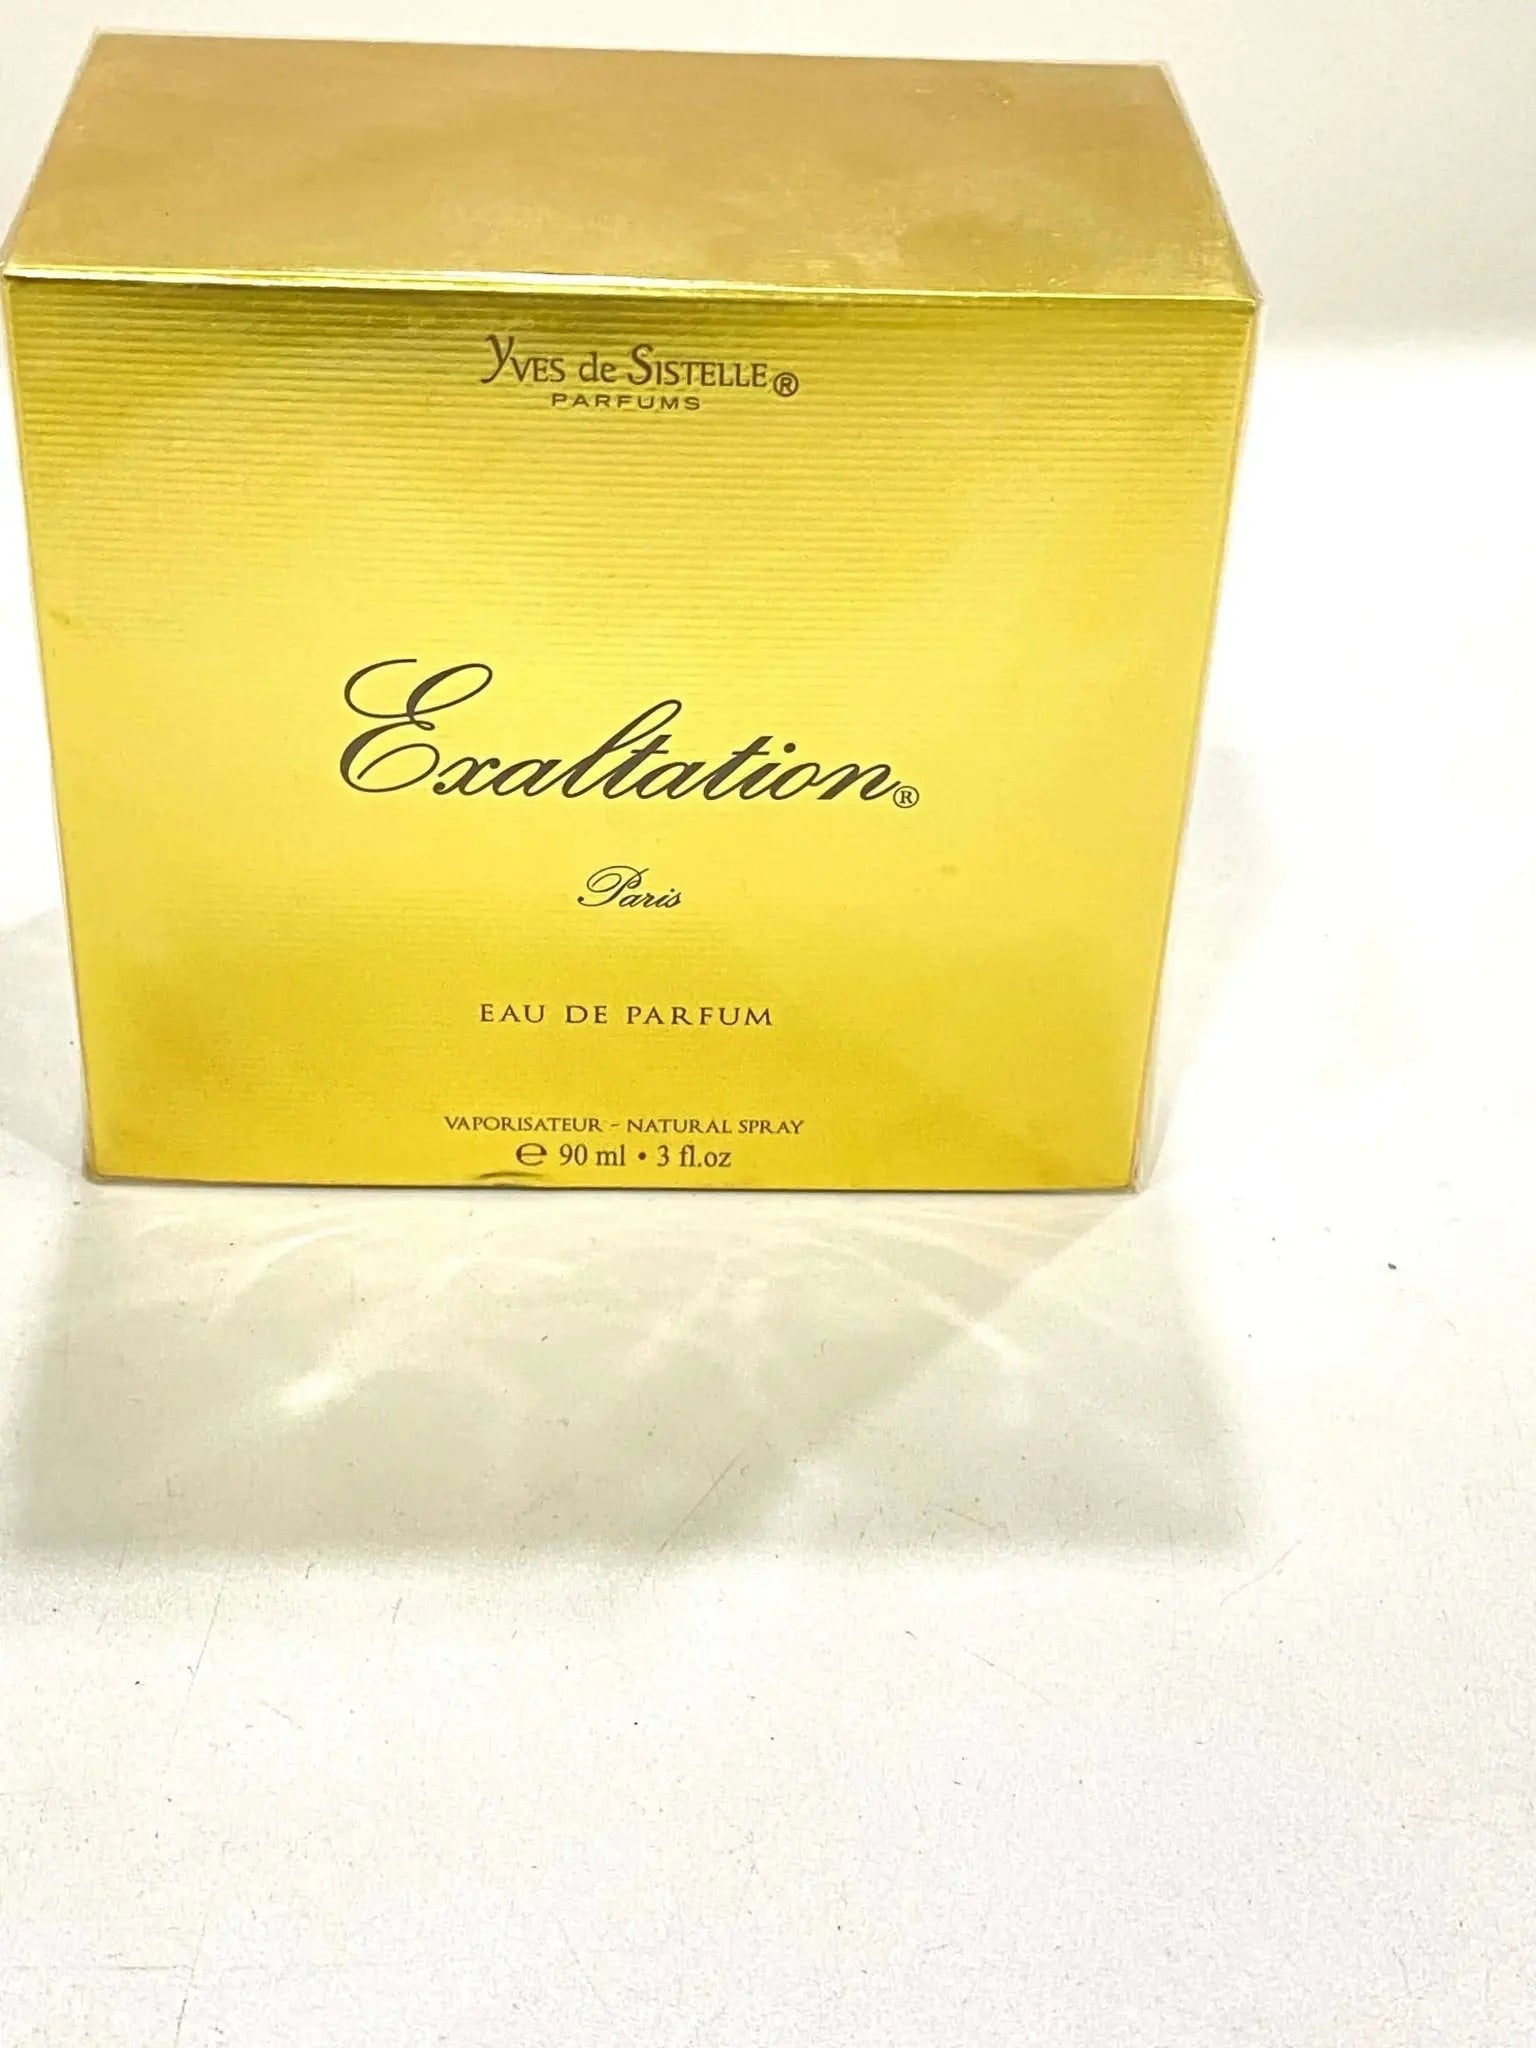 Yves de Sistelle®
PARFUMS
Exaltation®
Paris
EAU DE PARFUM
VAPORISATEUR - NATURAL SPRAY
℮ 90 ml • 3 fl.oz